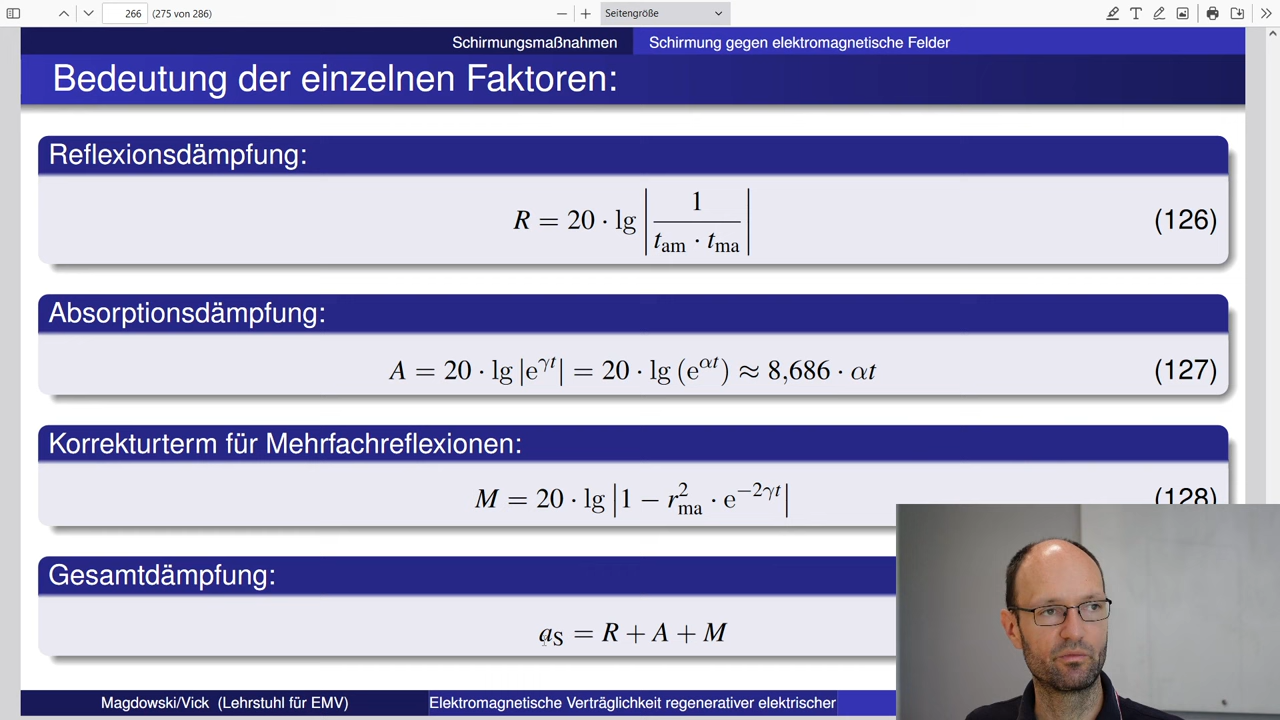 266 (275 von 286) Seitengröße
Schirmungsmaßnahmen Schirmung gegen elektromagnetische Felder
Bedeutung der einzelnen Faktoren:
Reflexionsdämpfung:
R = 20 · lg |1 / (t_am · t_ma)| (126)
Absorptionsdämpfung:
A = 20 · lg |e^{γt}| = 20 · lg (e^{αt}) ≈ 8,686 · αt (127)
Korrekturterm für Mehrfachreflexionen:
M = 20 · lg |1 − r²_ma · e^{−2γt}| (128)
Gesamtdämpfung:
a_S = R + A + M
Magdowski/Vick (Lehrstuhl für EMV) Elektromagnetische Verträglichkeit regenerativer elektrischer